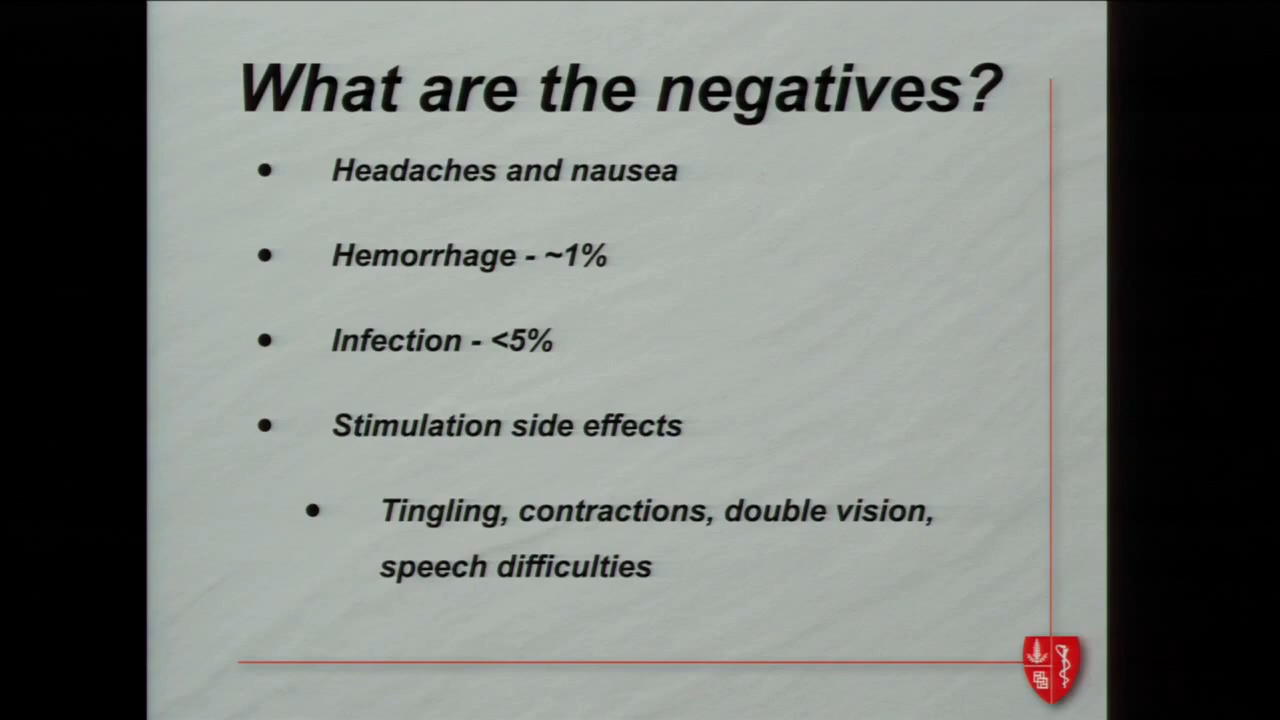 What are the negatives?
• Headaches and nausea
• Hemorrhage - ~1%
• Infection - <5%
• Stimulation side effects
• Tingling, contractions, double vision,
speech difficulties